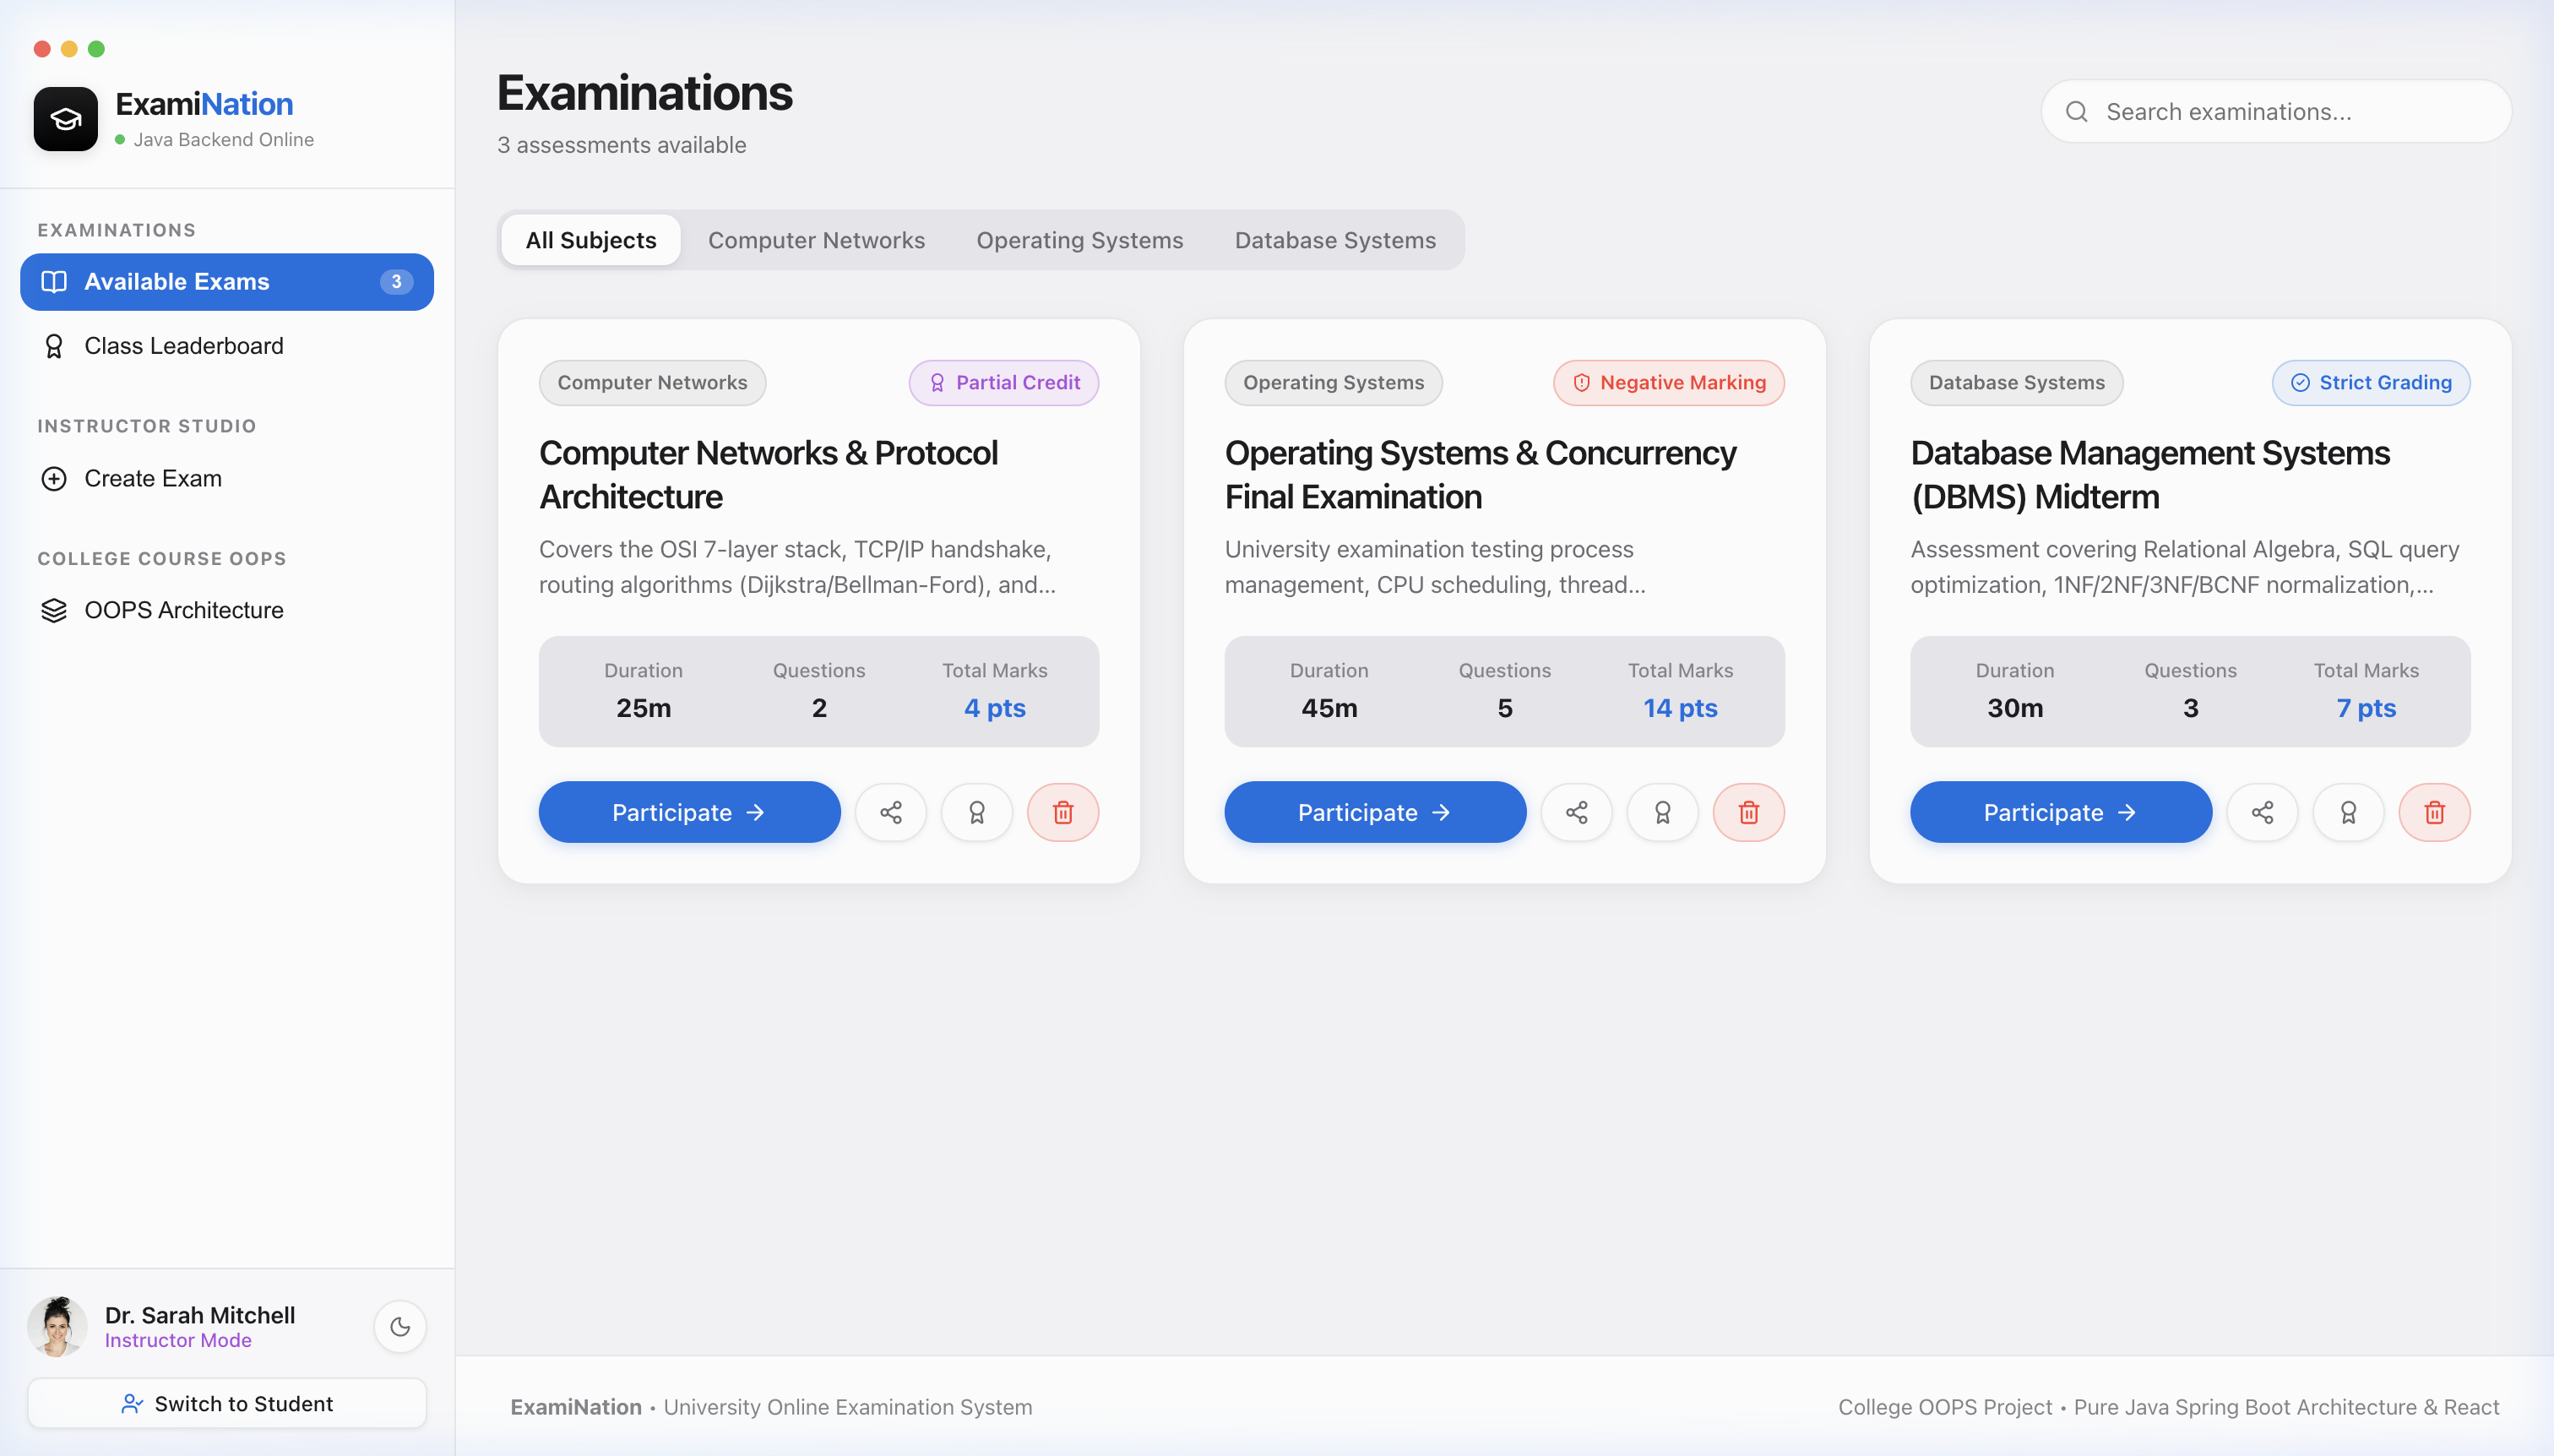 ExamiNation
Java Backend Online
EXAMINATIONS
Available Exams 3
Class Leaderboard
INSTRUCTOR STUDIO
Create Exam
COLLEGE COURSE OOPS
OOPS Architecture
Dr. Sarah Mitchell
Instructor Mode
Switch to Student
Examinations
3 assessments available
Search examinations...
All Subjects Computer Networks Operating Systems Database Systems
Computer Networks Partial Credit
Computer Networks & Protocol
Architecture
Covers the OSI 7-layer stack, TCP/IP handshake,
routing algorithms (Dijkstra/Bellman-Ford), and...
Duration Questions Total Marks
25m 2 4 pts
Participate →
Operating Systems Negative Marking
Operating Systems & Concurrency
Final Examination
University examination testing process
management, CPU scheduling, thread...
Duration Questions Total Marks
45m 5 14 pts
Participate →
Database Systems Strict Grading
Database Management Systems
(DBMS) Midterm
Assessment covering Relational Algebra, SQL query
optimization, 1NF/2NF/3NF/BCNF normalization,...
Duration Questions Total Marks
30m 3 7 pts
Participate →
ExamiNation • University Online Examination System
College OOPS Project • Pure Java Spring Boot Architecture & React